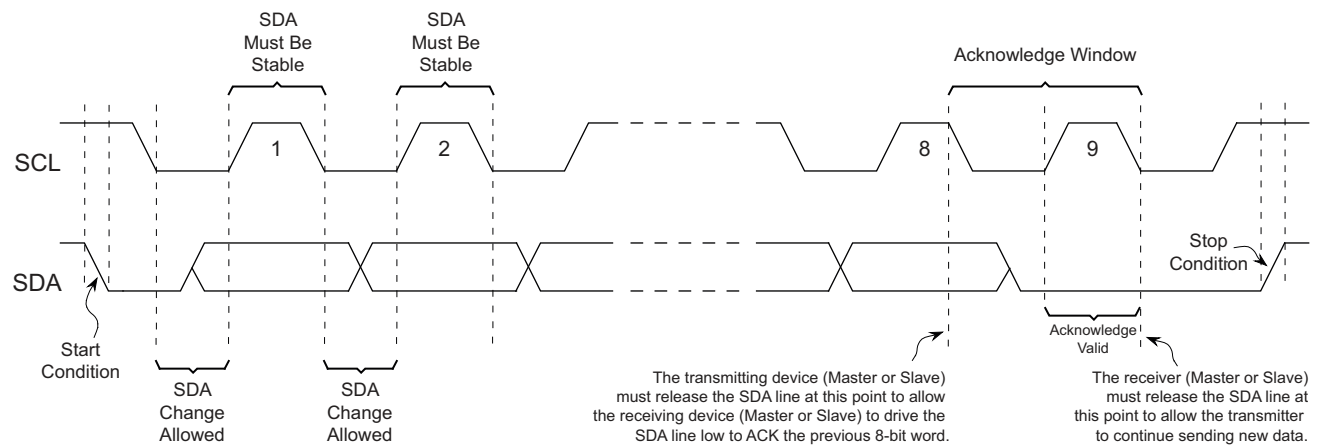 SDA
Must Be
Stable
SDA
Must Be
Stable
Acknowledge Window
SCL
1
2
8
9
SDA
Stop
Condition
Start
Condition
SDA
Change
Allowed
SDA
Change
Allowed
Acknowledge
Valid
The transmitting device (Master or Slave)
must release the SDA line at this point to allow
the receiving device (Master or Slave) to drive the
SDA line low to ACK the previous 8-bit word.
The receiver (Master or Slave)
must release the SDA line at
this point to allow the transmitter
to continue sending new data.